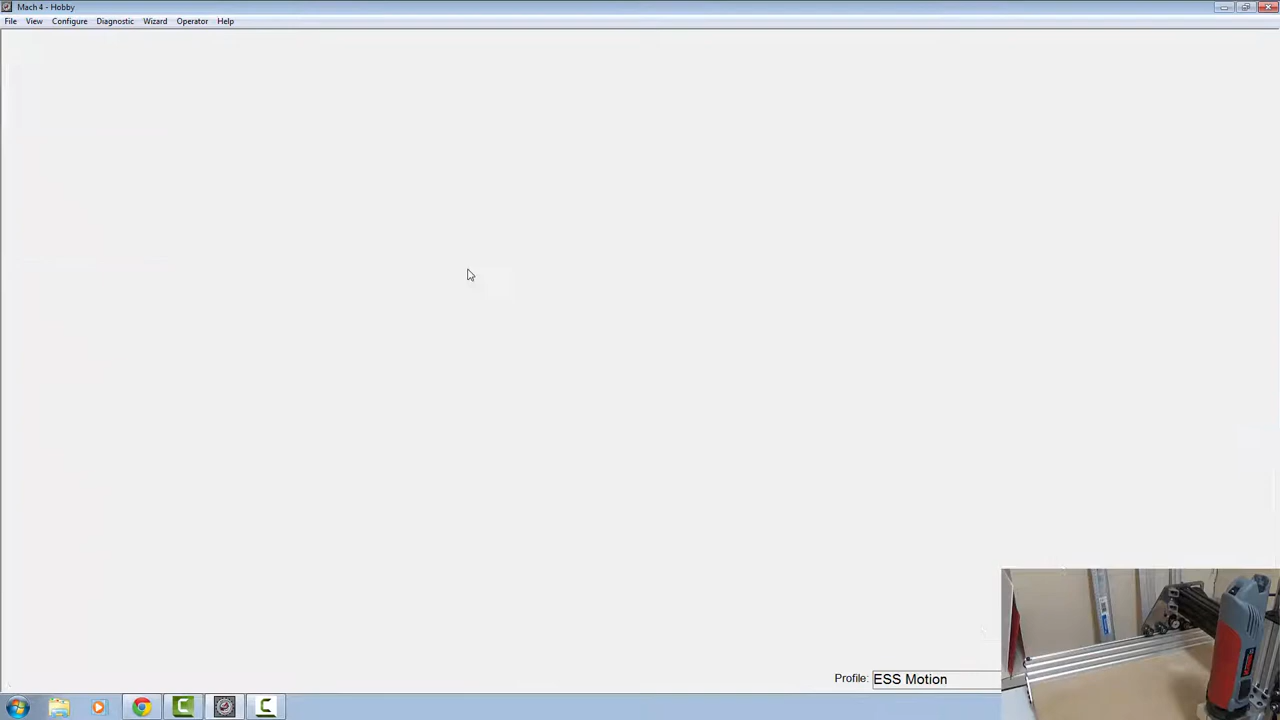 Mach 4 - Hobby
File View Configure Diagnostic Wizard Operator Help
Profile: ESS Motion